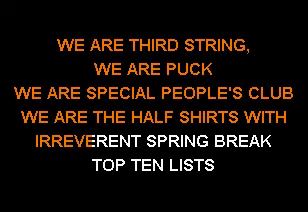 WE ARE THIRD STRING,
WE ARE PUCK
WE ARE SPECIAL PEOPLE'S CLUB
WE ARE THE HALF SHIRTS WITH
IRREVERENT SPRING BREAK
TOP TEN LISTS